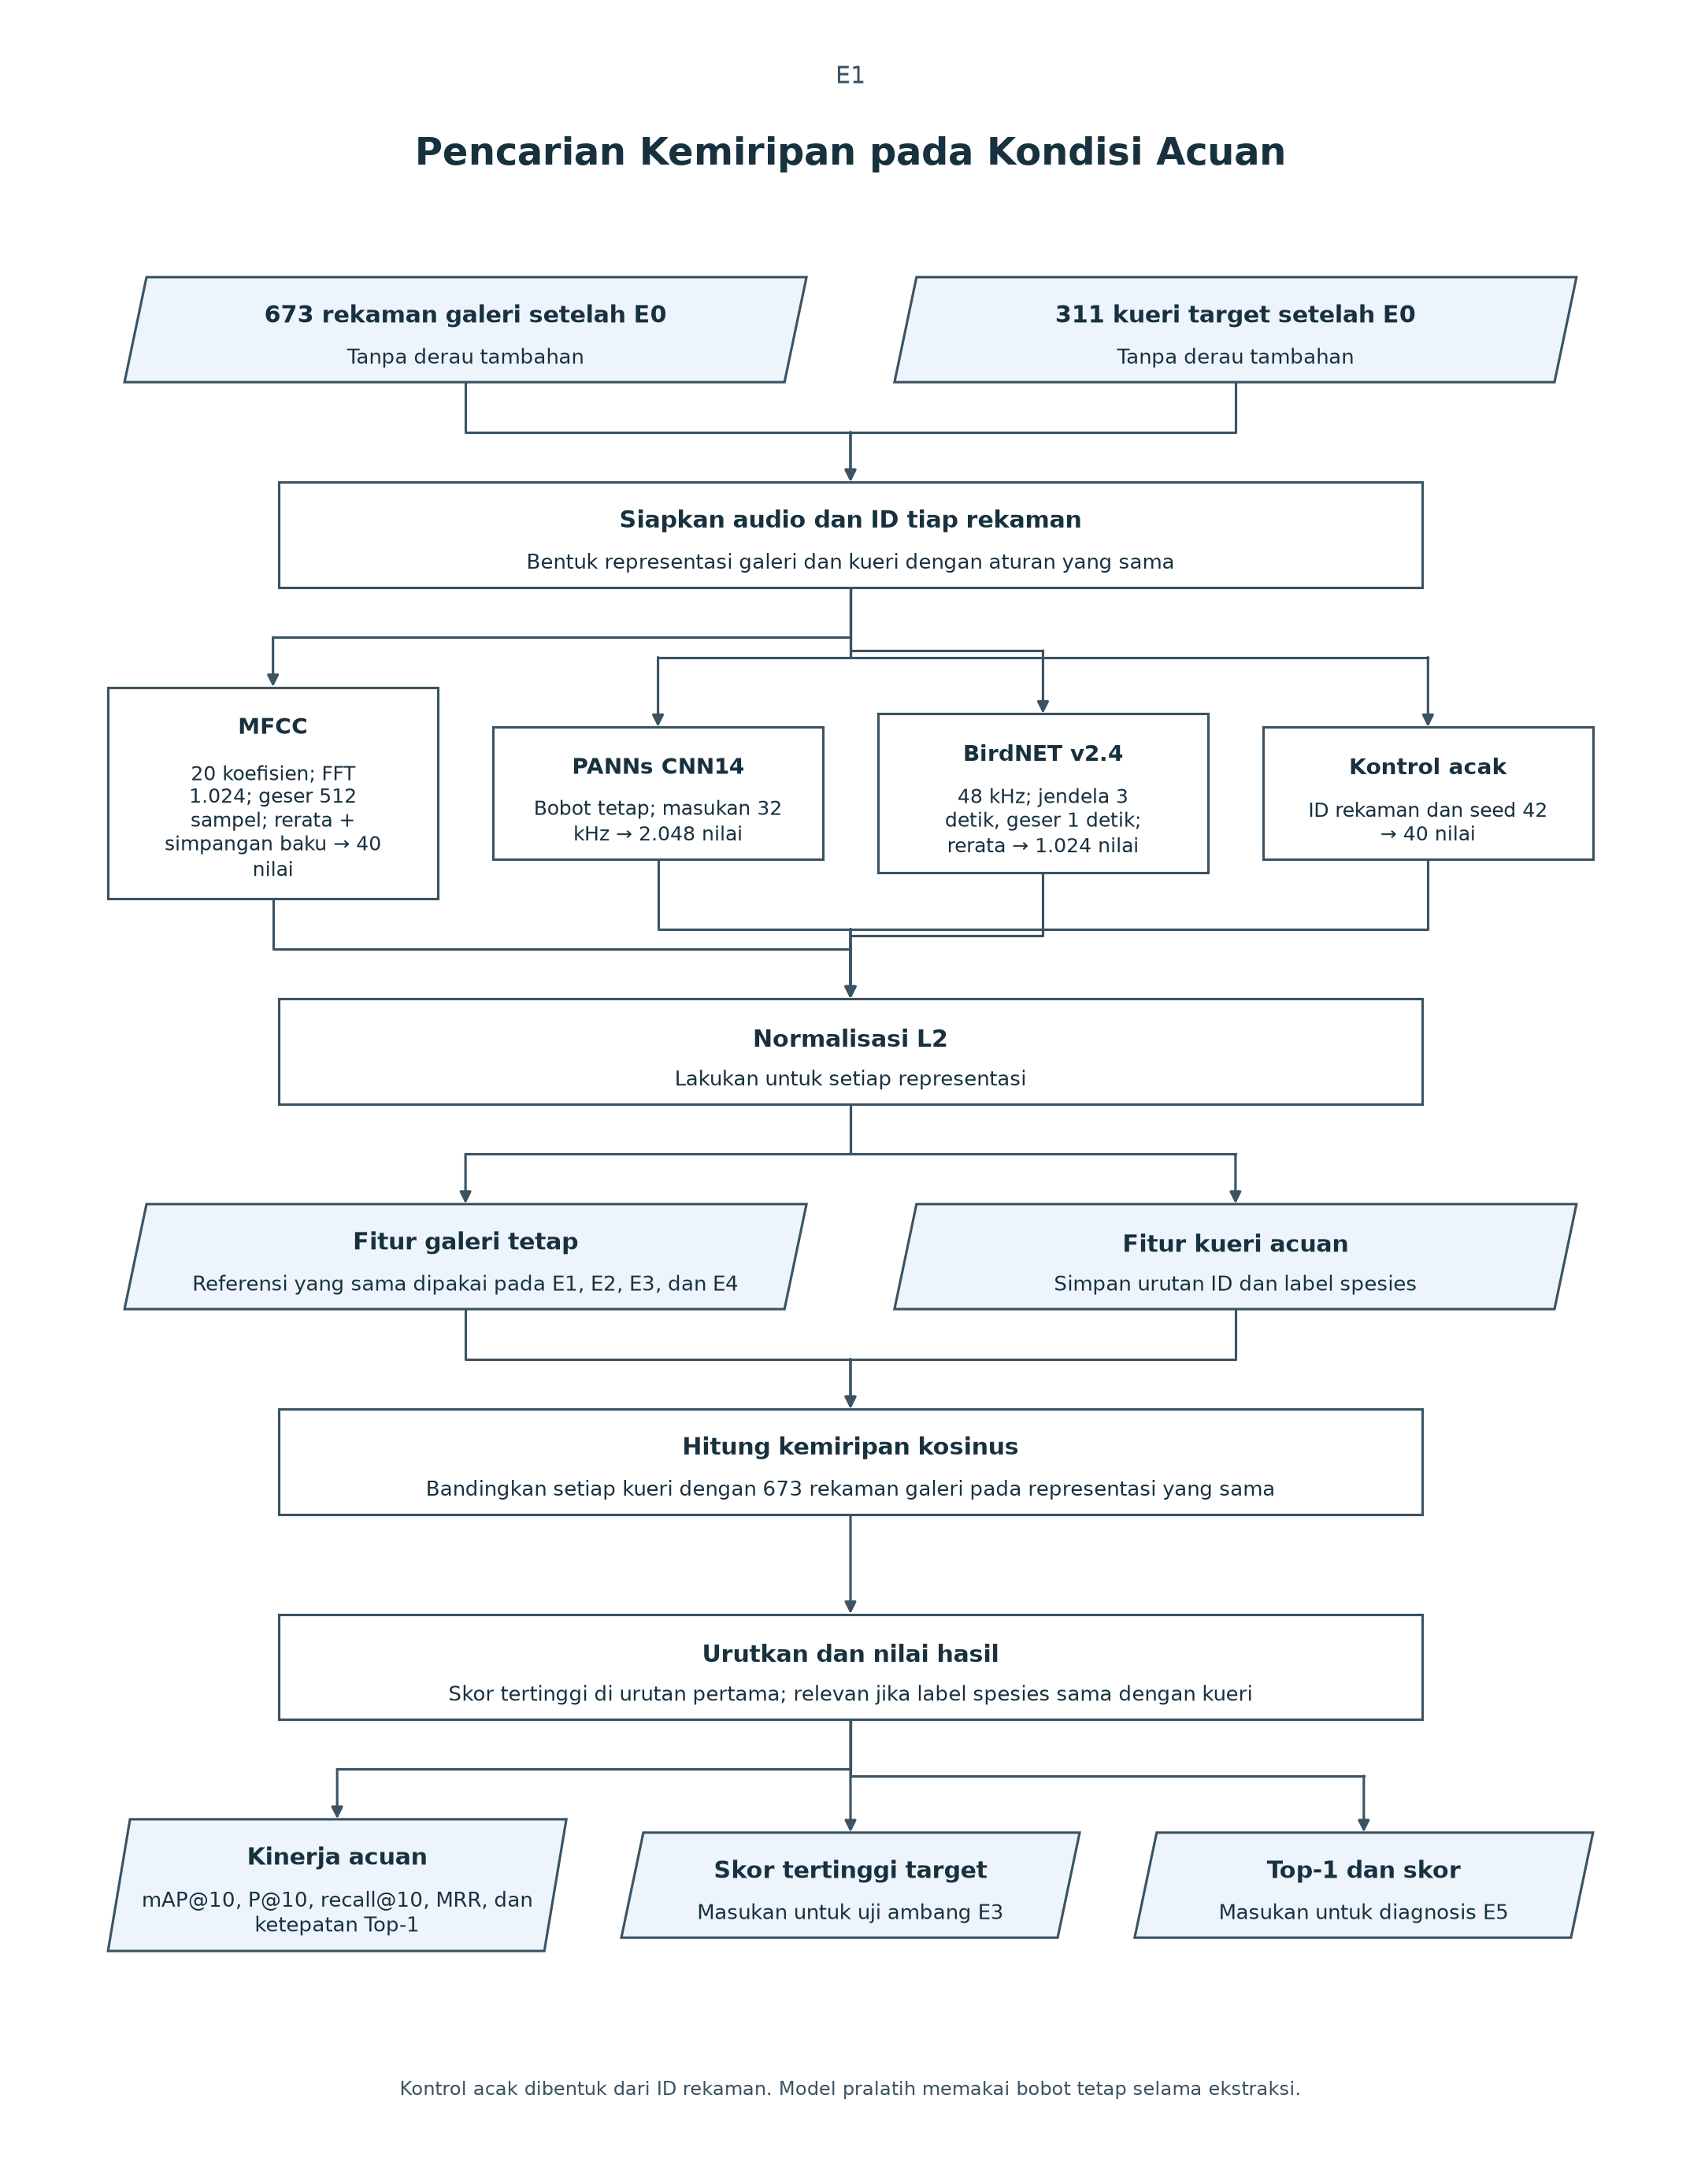 E1
Pencarian Kemiripan pada Kondisi Acuan
673 rekaman galeri setelah E0
Tanpa derau tambahan
311 kueri target setelah E0
Tanpa derau tambahan
Siapkan audio dan ID tiap rekaman
Bentuk representasi galeri dan kueri dengan aturan yang sama
MFCC
20 koefisien; FFT
1.024; geser 512
sampel; rerata +
simpangan baku → 40
nilai
PANNs CNN14
Bobot tetap; masukan 32
kHz → 2.048 nilai
BirdNET v2.4
48 kHz; jendela 3
detik, geser 1 detik;
rerata → 1.024 nilai
Kontrol acak
ID rekaman dan seed 42
→ 40 nilai
Normalisasi L2
Lakukan untuk setiap representasi
Fitur galeri tetap
Referensi yang sama dipakai pada E1, E2, E3, dan E4
Fitur kueri acuan
Simpan urutan ID dan label spesies
Hitung kemiripan kosinus
Bandingkan setiap kueri dengan 673 rekaman galeri pada representasi yang sama
Urutkan dan nilai hasil
Skor tertinggi di urutan pertama; relevan jika label spesies sama dengan kueri
Kinerja acuan
mAP@10, P@10, recall@10, MRR, dan
ketepatan Top-1
Skor tertinggi target
Masukan untuk uji ambang E3
Top-1 dan skor
Masukan untuk diagnosis E5
Kontrol acak dibentuk dari ID rekaman. Model pralatih memakai bobot tetap selama ekstraksi.